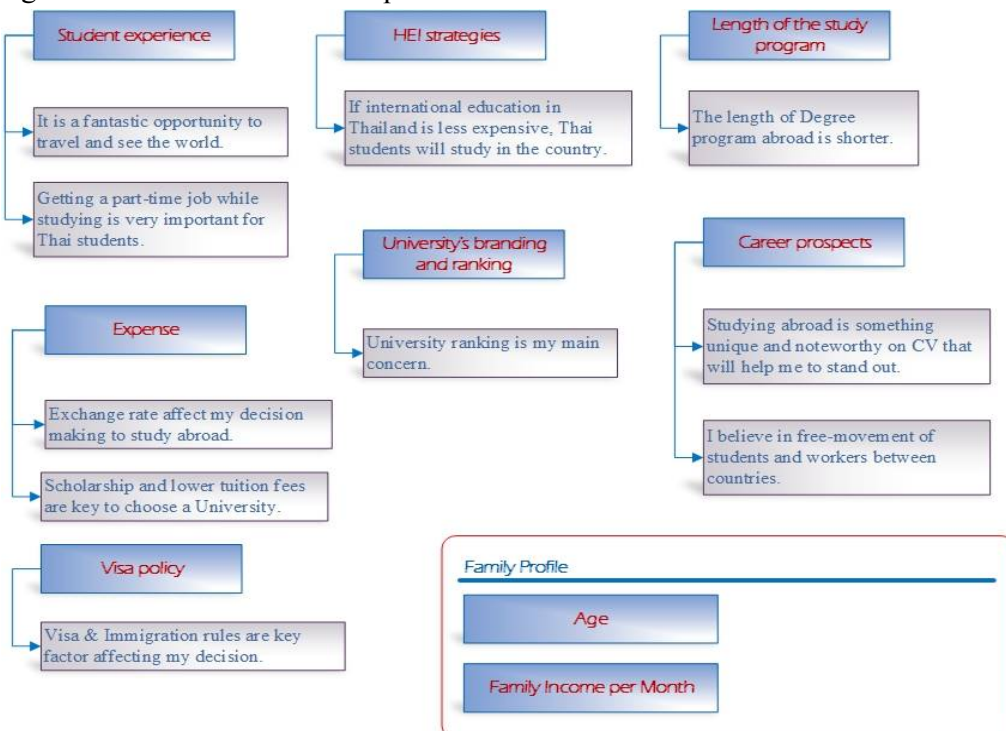 Student experience
It is a fantastic opportunity to
travel and see the world.
Getting a part-time job while
studying is very important for
Thai students.
HEI strategies
If international education in
Thailand is less expensive, Thai
students will study in the country.
Length of the study
program
The length of Degree
program abroad is shorter.
University's branding
and ranking
University ranking is my main
concern.
Career prospects
Studying abroad is something
unique and noteworthy on CV that
will help me to stand out.
I believe in free-movement of
students and workers between
countries.
Expense
Exchange rate affect my decision
making to study abroad.
Scholarship and lower tuition fees
are key to choose a University.
Visa policy
Visa & Immigration rules are key
factor affecting my decision.
Family Profile
Age
Family Income per Month